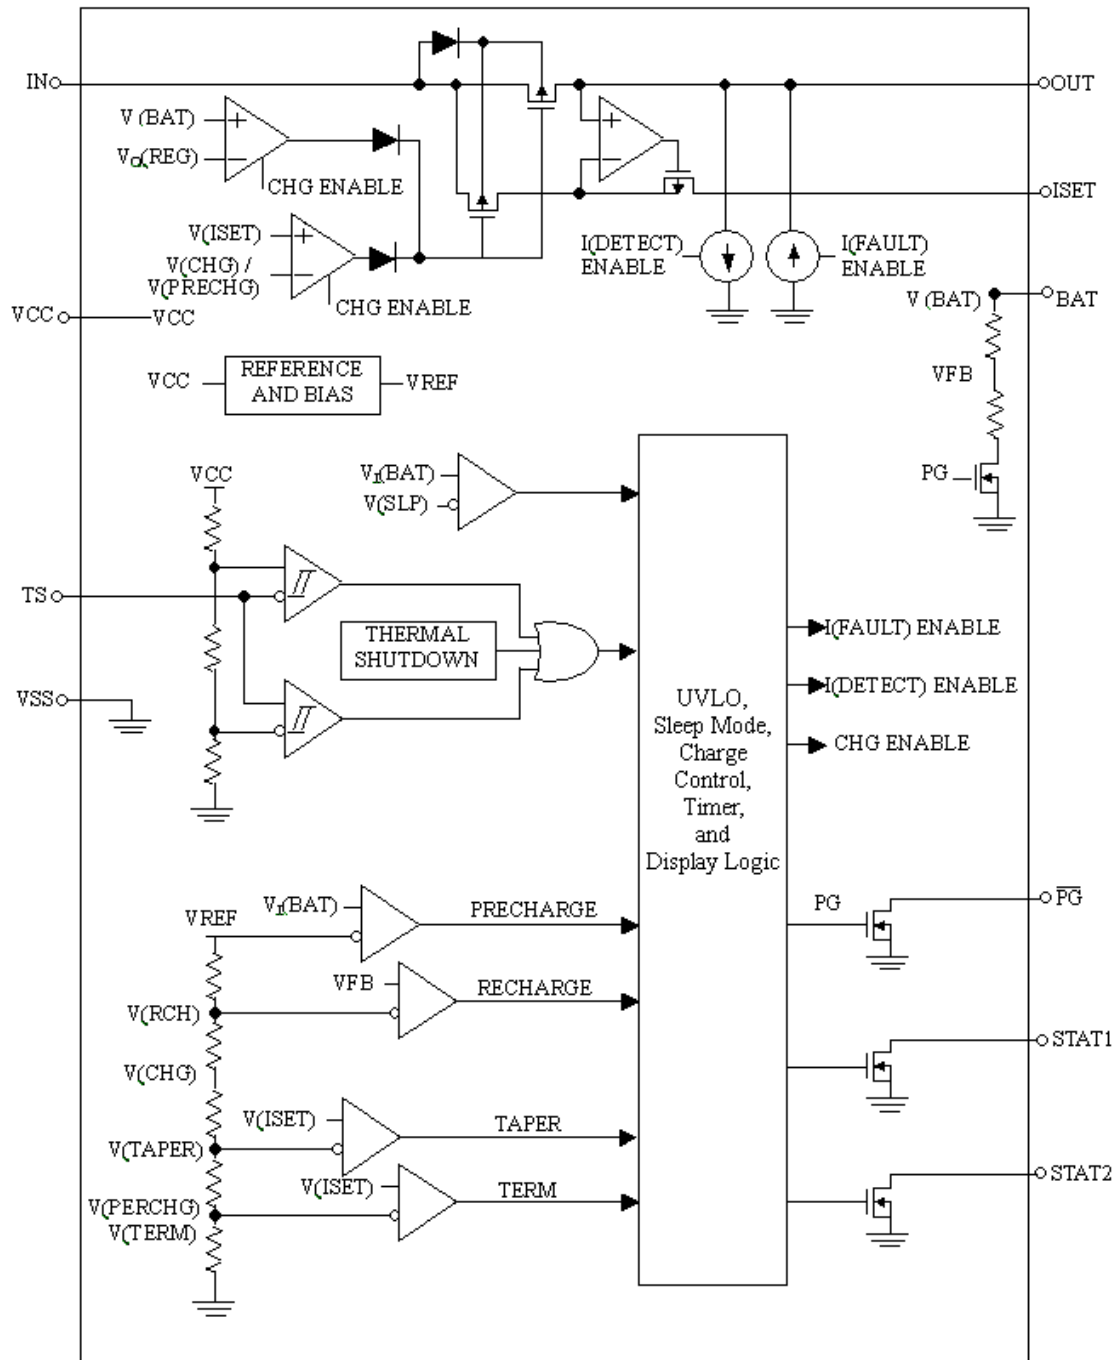 IN
OUT
V (BAT)
+
VO(REG)
−
CHG ENABLE
+
−
ISET
V(ISET)
+
V(CHG) /
V(PRECHG)
−
CHG ENABLE
I(DETECT)
ENABLE
I(FAULT)
ENABLE
V (BAT)
BAT
VCC
VCC
VFB
VCC
REFERENCE
AND BIAS
VREF
PG
VCC
VI(BAT)
V(SLP)
TS
THERMAL
SHUTDOWN
VSS
UVLO,
Sleep Mode,
Charge
Control,
Timer,
and
Display Logic
I(FAULT) ENABLE
I(DETECT) ENABLE
CHG ENABLE
VREF
VI(BAT)
PRECHARGE
PG
PG
VFB
RECHARGE
V(RCH)
STAT1
V(CHG)
V(ISET)
TAPER
V(TAPER)
V(ISET)
TERM
STAT2
V(PERCHG)
V(TERM)